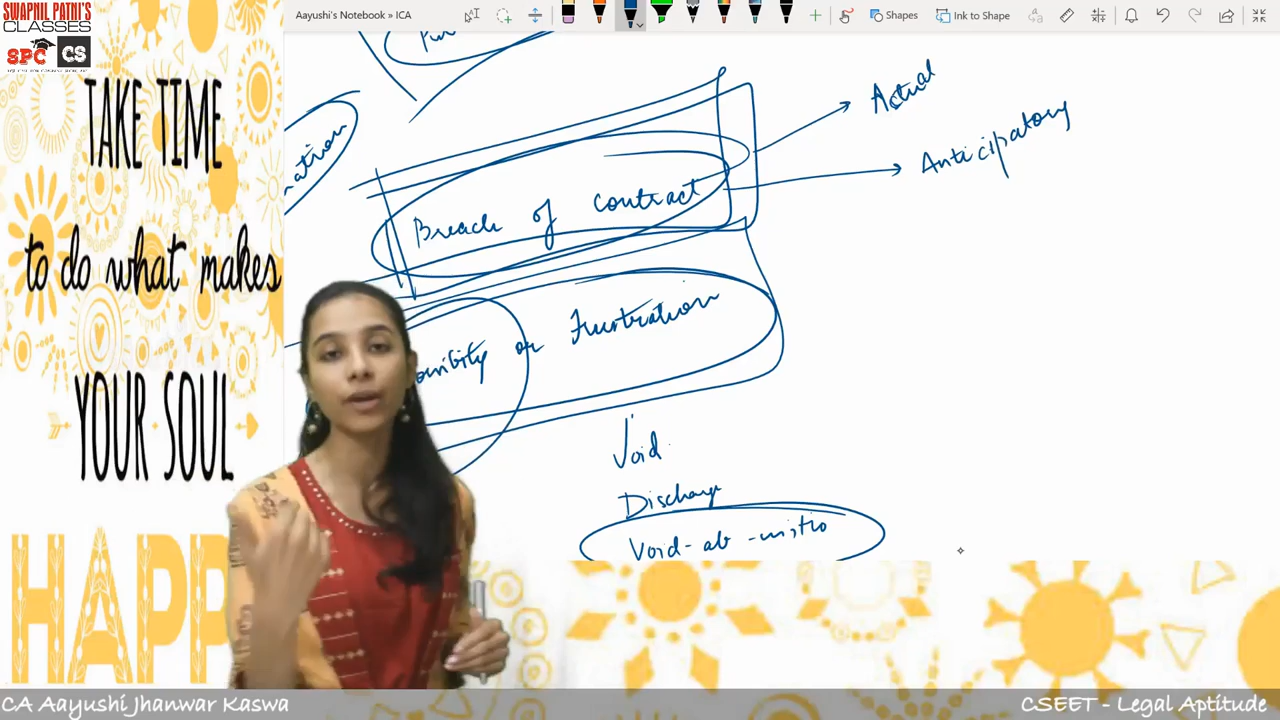 SWAPNIL PATNI'S
CLASSES
SPC CS
Aayushi's Notebook » ICA
Shapes
Ink to Shape
TAKE TIME
to do what makes
YOUR SOUL
HAPP
Actual
Anticipatory
Breach of contract
or Frustration
Void
Discharge
Void-ab-initio
CA Aayushi Jhanwar Kaswa
CSEET - Legal Aptitude